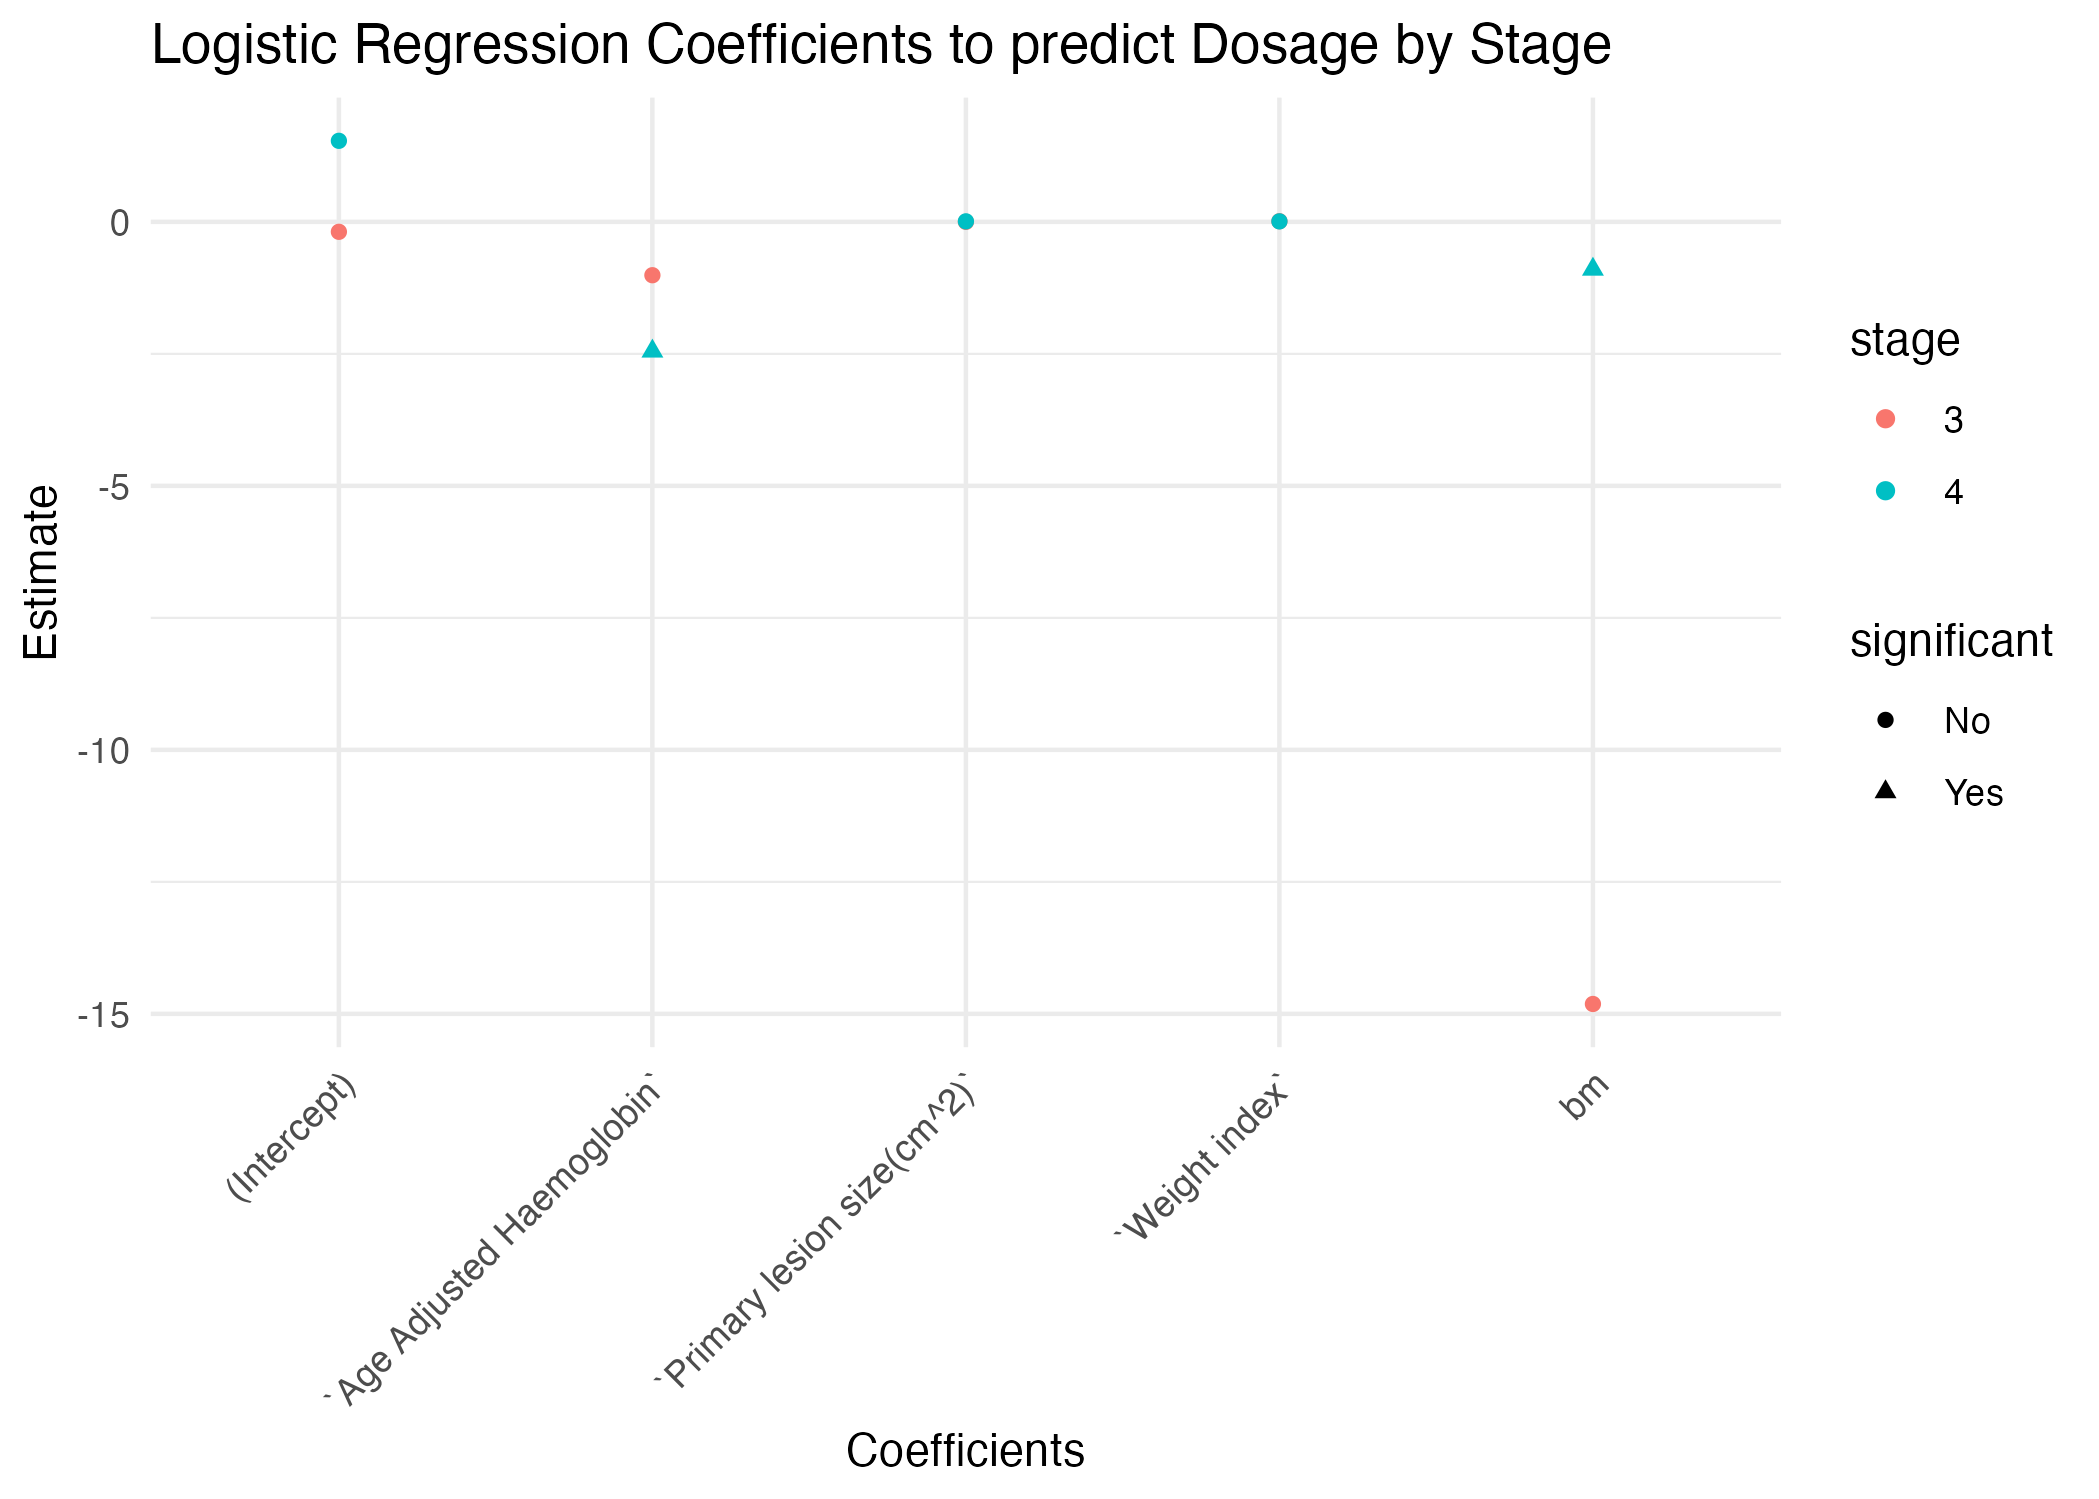 Logistic Regression Coefficients to predict Dosage by Stage
Estimate
0
-5
-10
-15
(Intercept)
`Age Adjusted Haemoglobin`
`Primary lesion size(cm^2)`
`Weight index`
bm
Coefficients
stage
3
4
significant
No
Yes